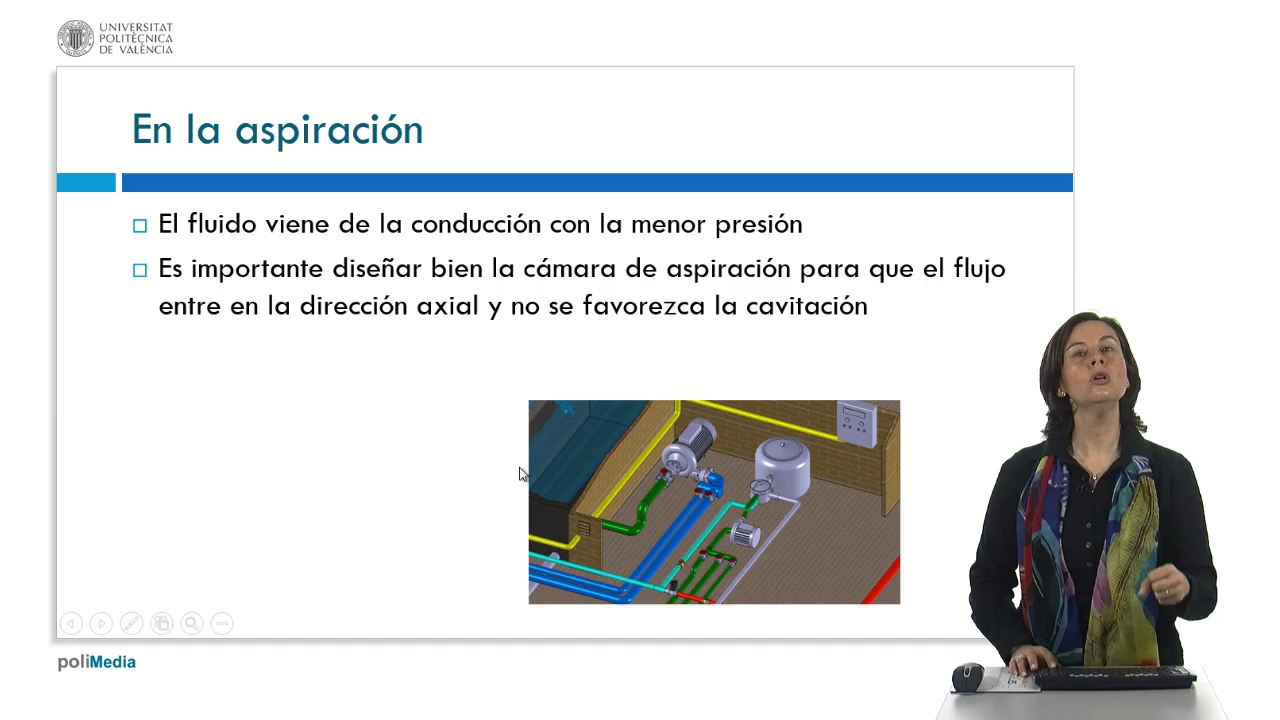 UNIVERSITAT
POLITÈCNICA
DE VALÈNCIA
En la aspiración
El fluido viene de la conducción con la menor presión
Es importante diseñar bien la cámara de aspiración para que el flujo
entre en la dirección axial y no se favorezca la cavitación
poliMedia